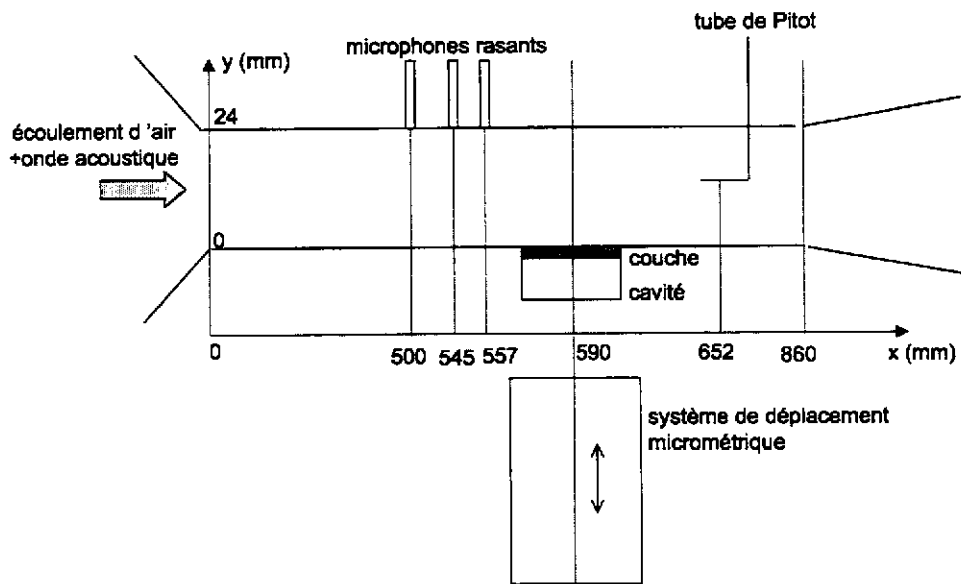 tube de Pitot
microphones rasants
y (mm)
24
écoulement d 'air
+onde acoustique
0
couche
cavité
0
500
545
557
590
652
860
x (mm)
système de déplacement
micrométrique